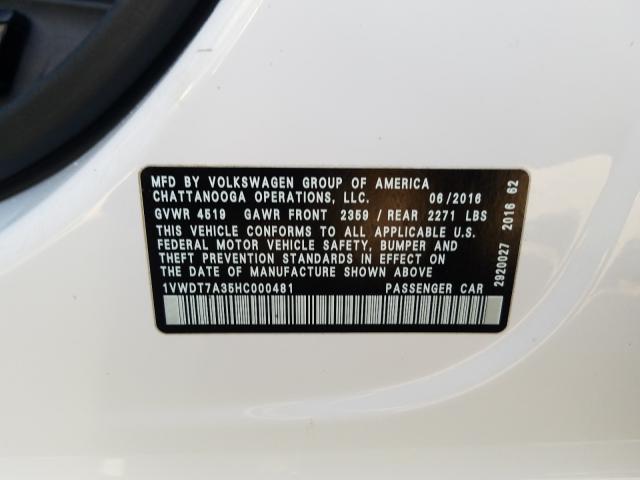 MFD BY VOLKSWAGEN GROUP OF AMERICA
CHATTANOOGA OPERATIONS, LLC. 06/2016
GVWR 4519 GAWR FRONT 2359 / REAR 2271 LBS
THIS VEHICLE CONFORMS TO ALL APPLICABLE U.S.
FEDERAL MOTOR VEHICLE SAFETY, BUMPER AND
THEFT PREVENTION STANDARDS IN EFFECT ON
THE DATE OF MANUFACTURE SHOWN ABOVE
1VWDT7A35HC000481 PASSENGER CAR
2920027 2016 62